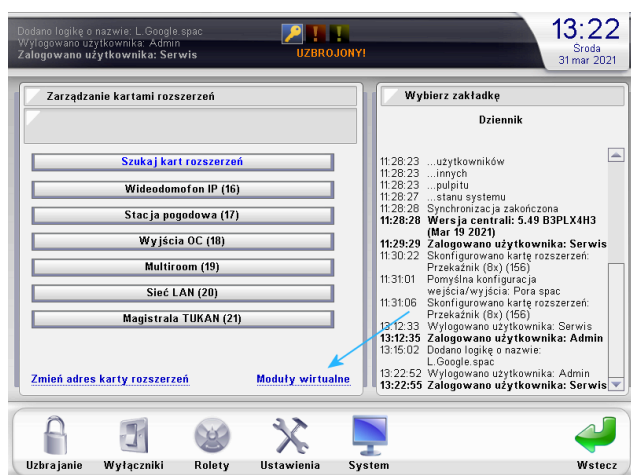 Dodano logikę o nazwie: L.Google.spac
Wylogowano użytkownika: Admin
Zalogowano użytkownika: Serwis
UZBROJONY!
13:22
Środa
31 mar 2021
Zarządzanie kartami rozszerzeń
Szukaj kart rozszerzeń
Wideodomofon IP (16)
Stacja pogodowa (17)
Wyjścia OC (18)
Multiroom (19)
Sieć LAN (20)
Magistrala TUKAN (21)
Zmień adres karty rozszerzeń
Moduły wirtualne
Wybierz zakładkę
Dziennik
11:28:23 ...użytkowników
11:28:23 ...innych
11:28:23 ...pulpitu
11:28:27 ...stanu systemu
11:28:28 Synchronizacja zakończona
11:28:28 Wersja centrali: 5.49 B3PLX4H3
(Mar 19 2021)
11:29:29 Zalogowano użytkownika: Serwis
11:30:22 Skonfigurowano kartę rozszerzeń:
Przekaźnik (8x) (156)
11:31:01 Pomyślna konfiguracja
wejścia/wyjścia: Pora spac
11:31:06 Skonfigurowano kartę rozszerzeń:
Przekaźnik (8x) (156)
13:12:33 Wylogowano użytkownika: Serwis
13:12:35 Zalogowano użytkownika: Admin
13:15:02 Dodano logikę o nazwie:
L.Google.spac
13:22:52 Wylogowano użytkownika: Admin
13:22:55 Zalogowano użytkownika: Serwis
Uzbrajanie
Wyłączniki
Rolety
Ustawienia
System
Wstecz